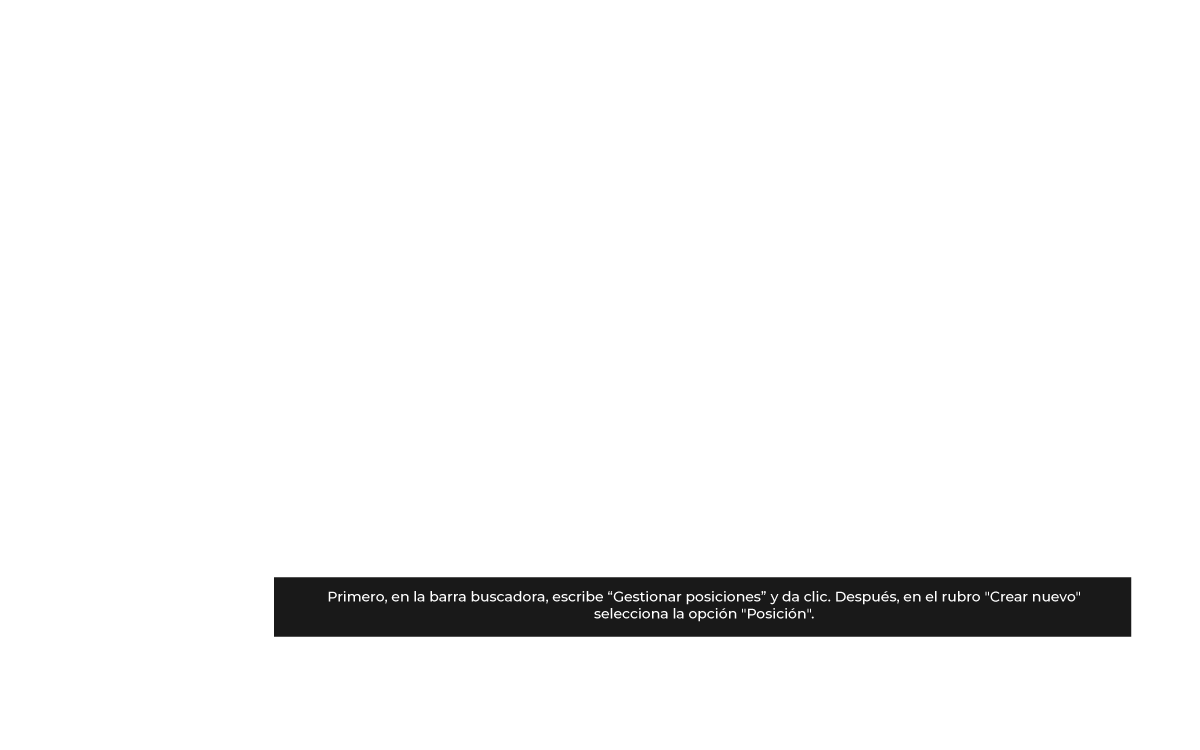 Primero, en la barra buscadora, escribe “Gestionar posiciones” y da clic. Después, en el rubro "Crear nuevo"
selecciona la opción "Posición".